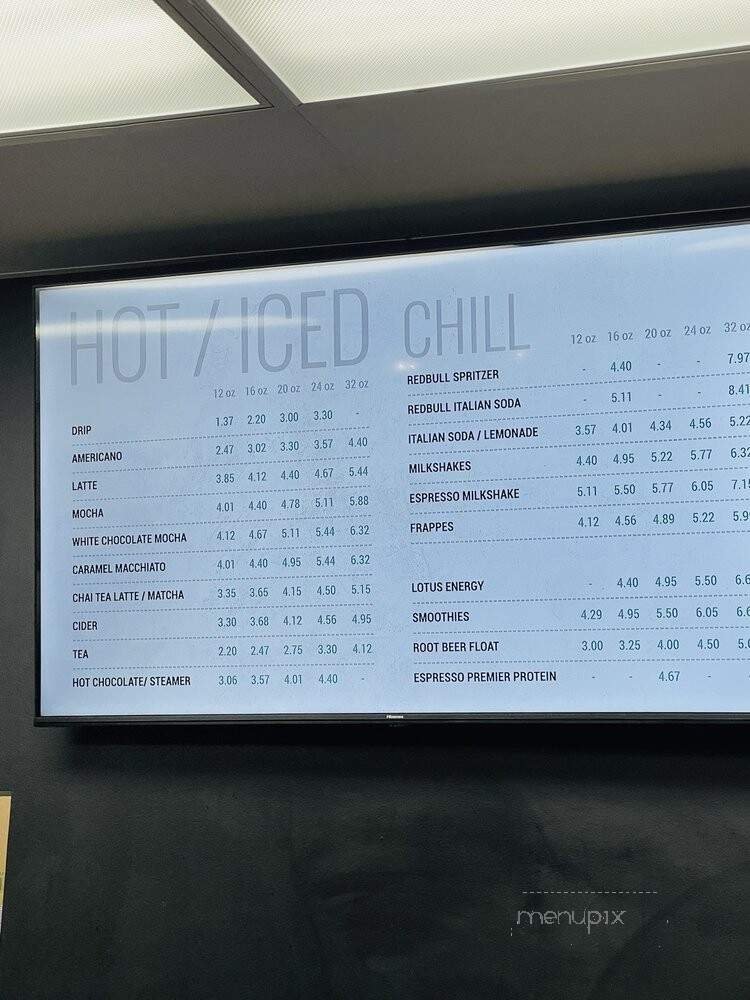 HOT / ICED
12 oz 16 oz 20 oz 24 oz 32 oz
DRIP 1.37 2.20 3.00 3.30 -
AMERICANO 2.47 3.02 3.30 3.57 4.40
LATTE 3.85 4.12 4.40 4.67 5.44
MOCHA 4.01 4.40 4.78 5.11 5.88
WHITE CHOCOLATE MOCHA 4.12 4.67 5.11 5.44 6.32
CARAMEL MACCHIATO 4.01 4.40 4.95 5.44 6.32
CHAI TEA LATTE / MATCHA 3.35 3.65 4.15 4.50 5.15
CIDER 3.30 3.68 4.12 4.56 4.95
TEA 2.20 2.47 2.75 3.30 4.12
HOT CHOCOLATE/ STEAMER 3.06 3.57 4.01 4.40 -
CHILL
12 oz 16 oz 20 oz 24 oz 32 oz
REDBULL SPRITZER - 4.40 - - 7.97
REDBULL ITALIAN SODA - 5.11 - - 8.41
ITALIAN SODA / LEMONADE 3.57 4.01 4.34 4.56 5.22
MILKSHAKES 4.40 4.95 5.22 5.77 6.32
ESPRESSO MILKSHAKE 5.11 5.50 5.77 6.05
FRAPPES 4.12 4.56 4.89 5.22
LOTUS ENERGY - 4.40 4.95 5.50
SMOOTHIES 4.29 4.95 5.50 6.05
ROOT BEER FLOAT 3.00 3.25 4.00 4.50
ESPRESSO PREMIER PROTEIN - - 4.67 -
Hisense
menupix